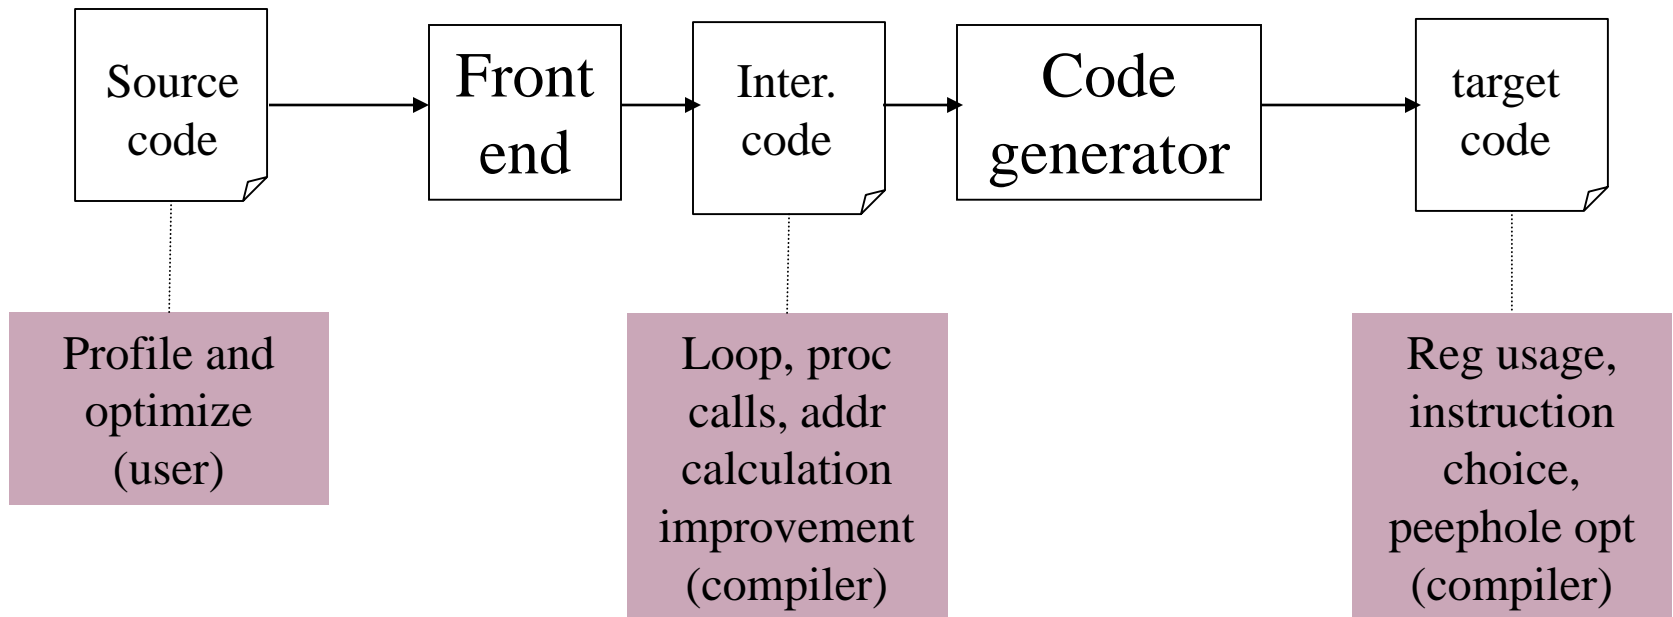 Source
code
Front
end
Inter.
code
Code
generator
target
code
Profile and
optimize
(user)
Loop, proc
calls, addr
calculation
improvement
(compiler)
Reg usage,
instruction
choice,
peephole opt
(compiler)